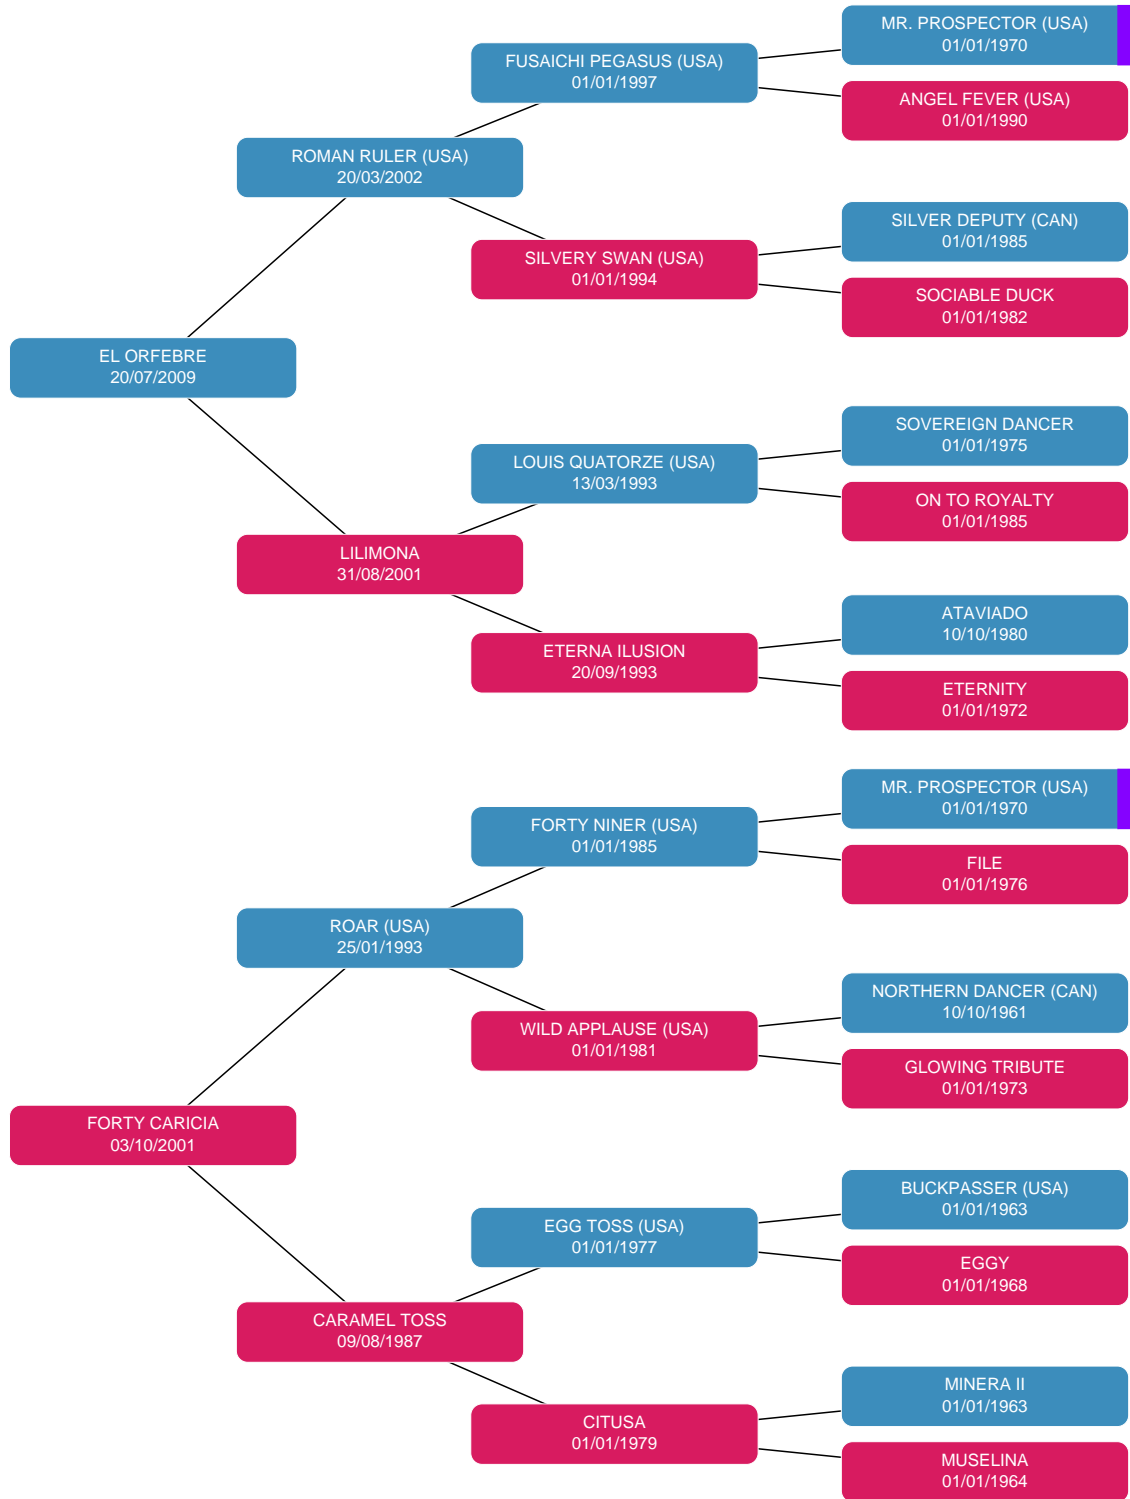 MR. PROSPECTOR (USA)
01/01/1970
FUSAICHI PEGASUS (USA)
01/01/1997
ANGEL FEVER (USA)
01/01/1990
ROMAN RULER (USA)
20/03/2002
SILVER DEPUTY (CAN)
01/01/1985
SILVERY SWAN (USA)
01/01/1994
SOCIABLE DUCK
01/01/1982
EL ORFEBRE
20/07/2009
SOVEREIGN DANCER
01/01/1975
LOUIS QUATORZE (USA)
13/03/1993
ON TO ROYALTY
01/01/1985
LILIMONA
31/08/2001
ATAVIADO
10/10/1980
ETERNA ILUSION
20/09/1993
ETERNITY
01/01/1972
MR. PROSPECTOR (USA)
01/01/1970
FORTY NINER (USA)
01/01/1985
FILE
01/01/1976
ROAR (USA)
25/01/1993
NORTHERN DANCER (CAN)
10/10/1961
WILD APPLAUSE (USA)
01/01/1981
GLOWING TRIBUTE
01/01/1973
FORTY CARICIA
03/10/2001
BUCKPASSER (USA)
01/01/1963
EGG TOSS (USA)
01/01/1977
EGGY
01/01/1968
CARAMEL TOSS
09/08/1987
MINERA II
01/01/1963
CITUSA
01/01/1979
MUSELINA
01/01/1964